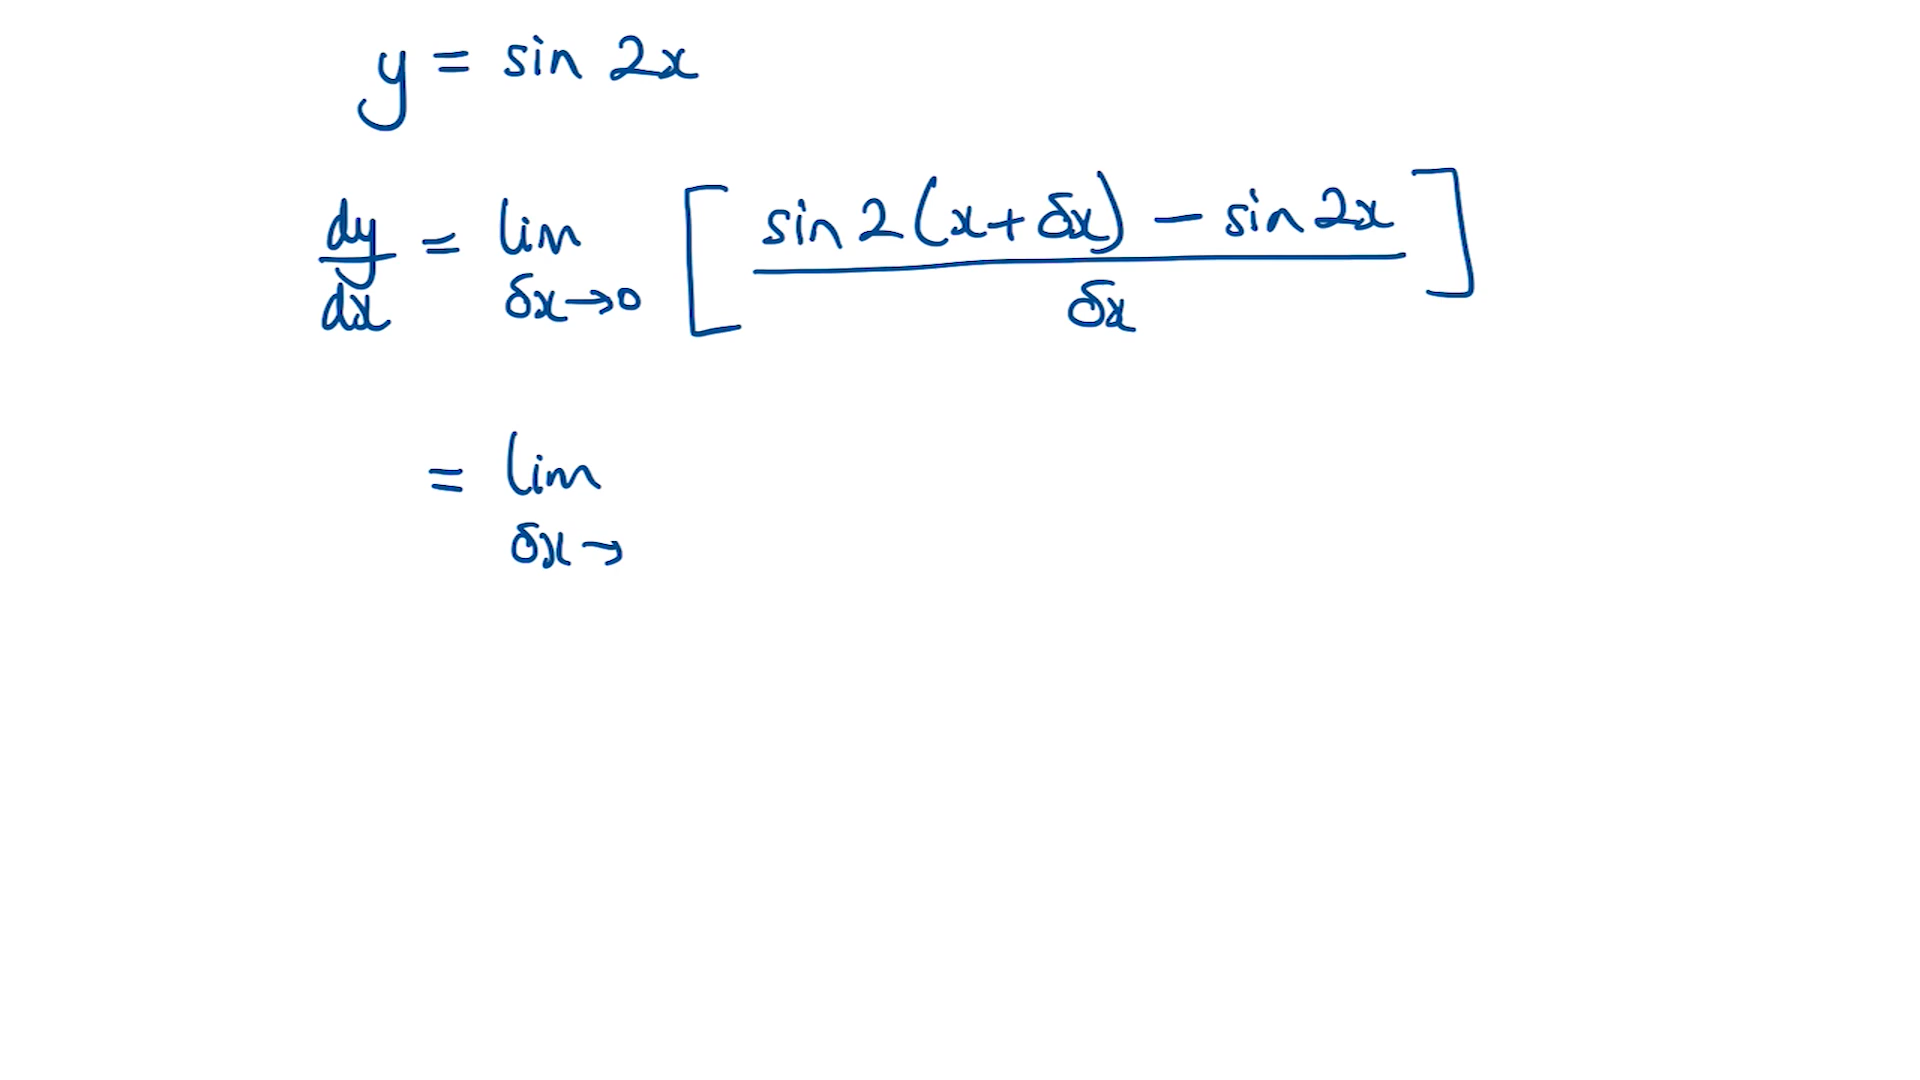 y = sin 2x
dy/dx = lim δx→0 [ (sin 2(x + δx) − sin 2x) / δx ]
= lim δx→